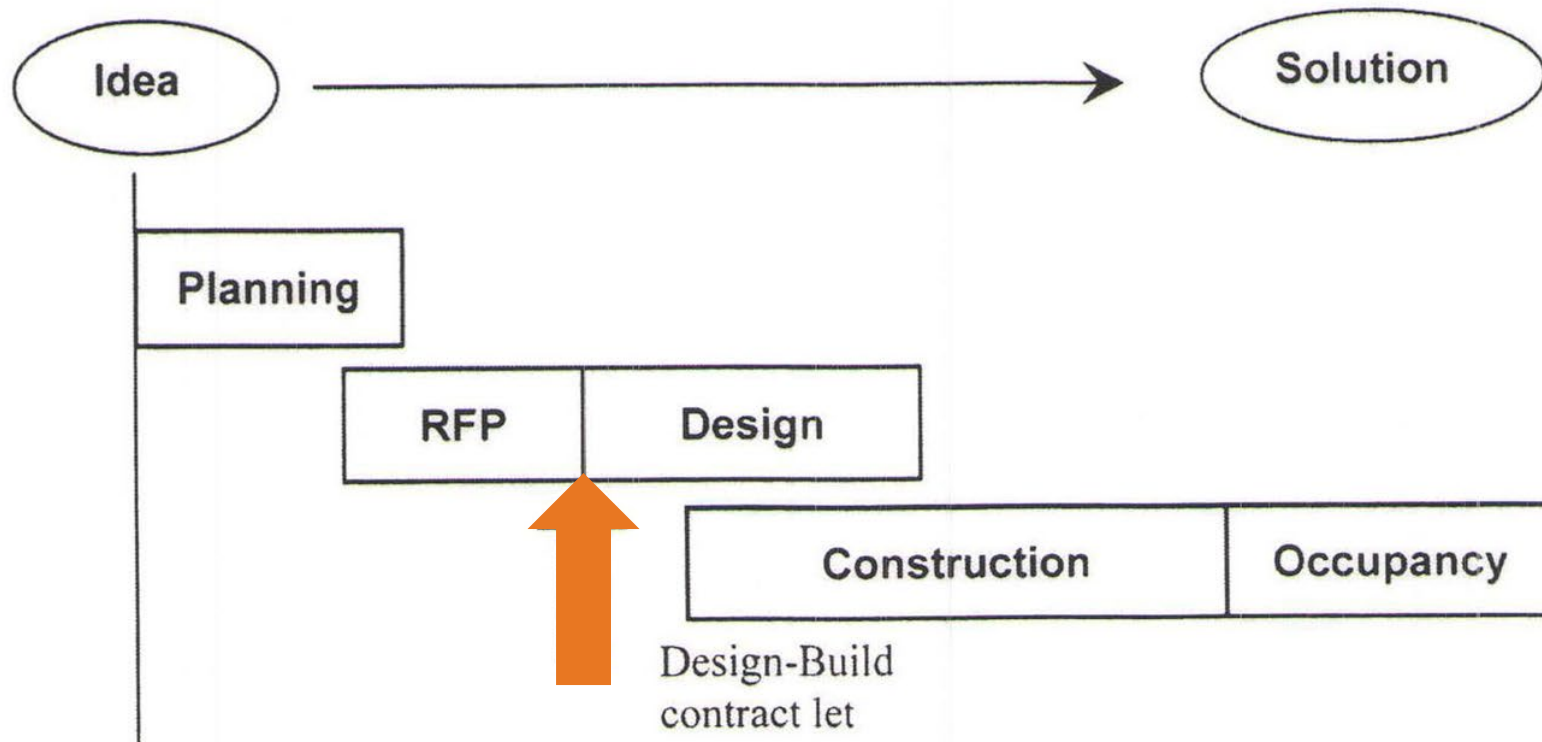 Idea
Solution
Planning
RFP
Design
Construction
Occupancy
Design-Build
contract let